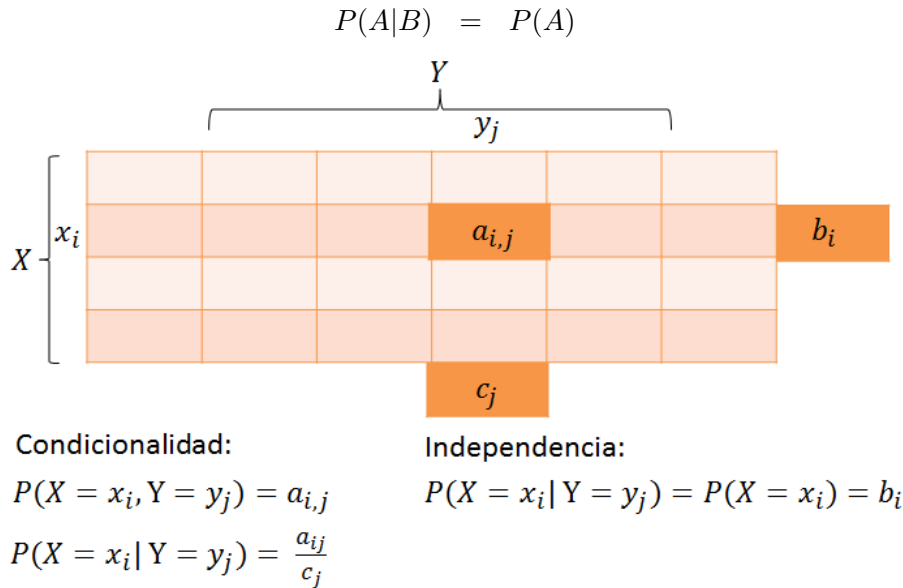 P(A|B) = P(A)
Y
y_j
x_i
a_{i,j}
b_i
X
c_j
Condicionalidad:
Independencia:
P(X = x_i, Y = y_j) = a_{i,j}
P(X = x_i | Y = y_j) = P(X = x_i) = b_i
P(X = x_i | Y = y_j) = \frac{a_{ij}}{c_j}